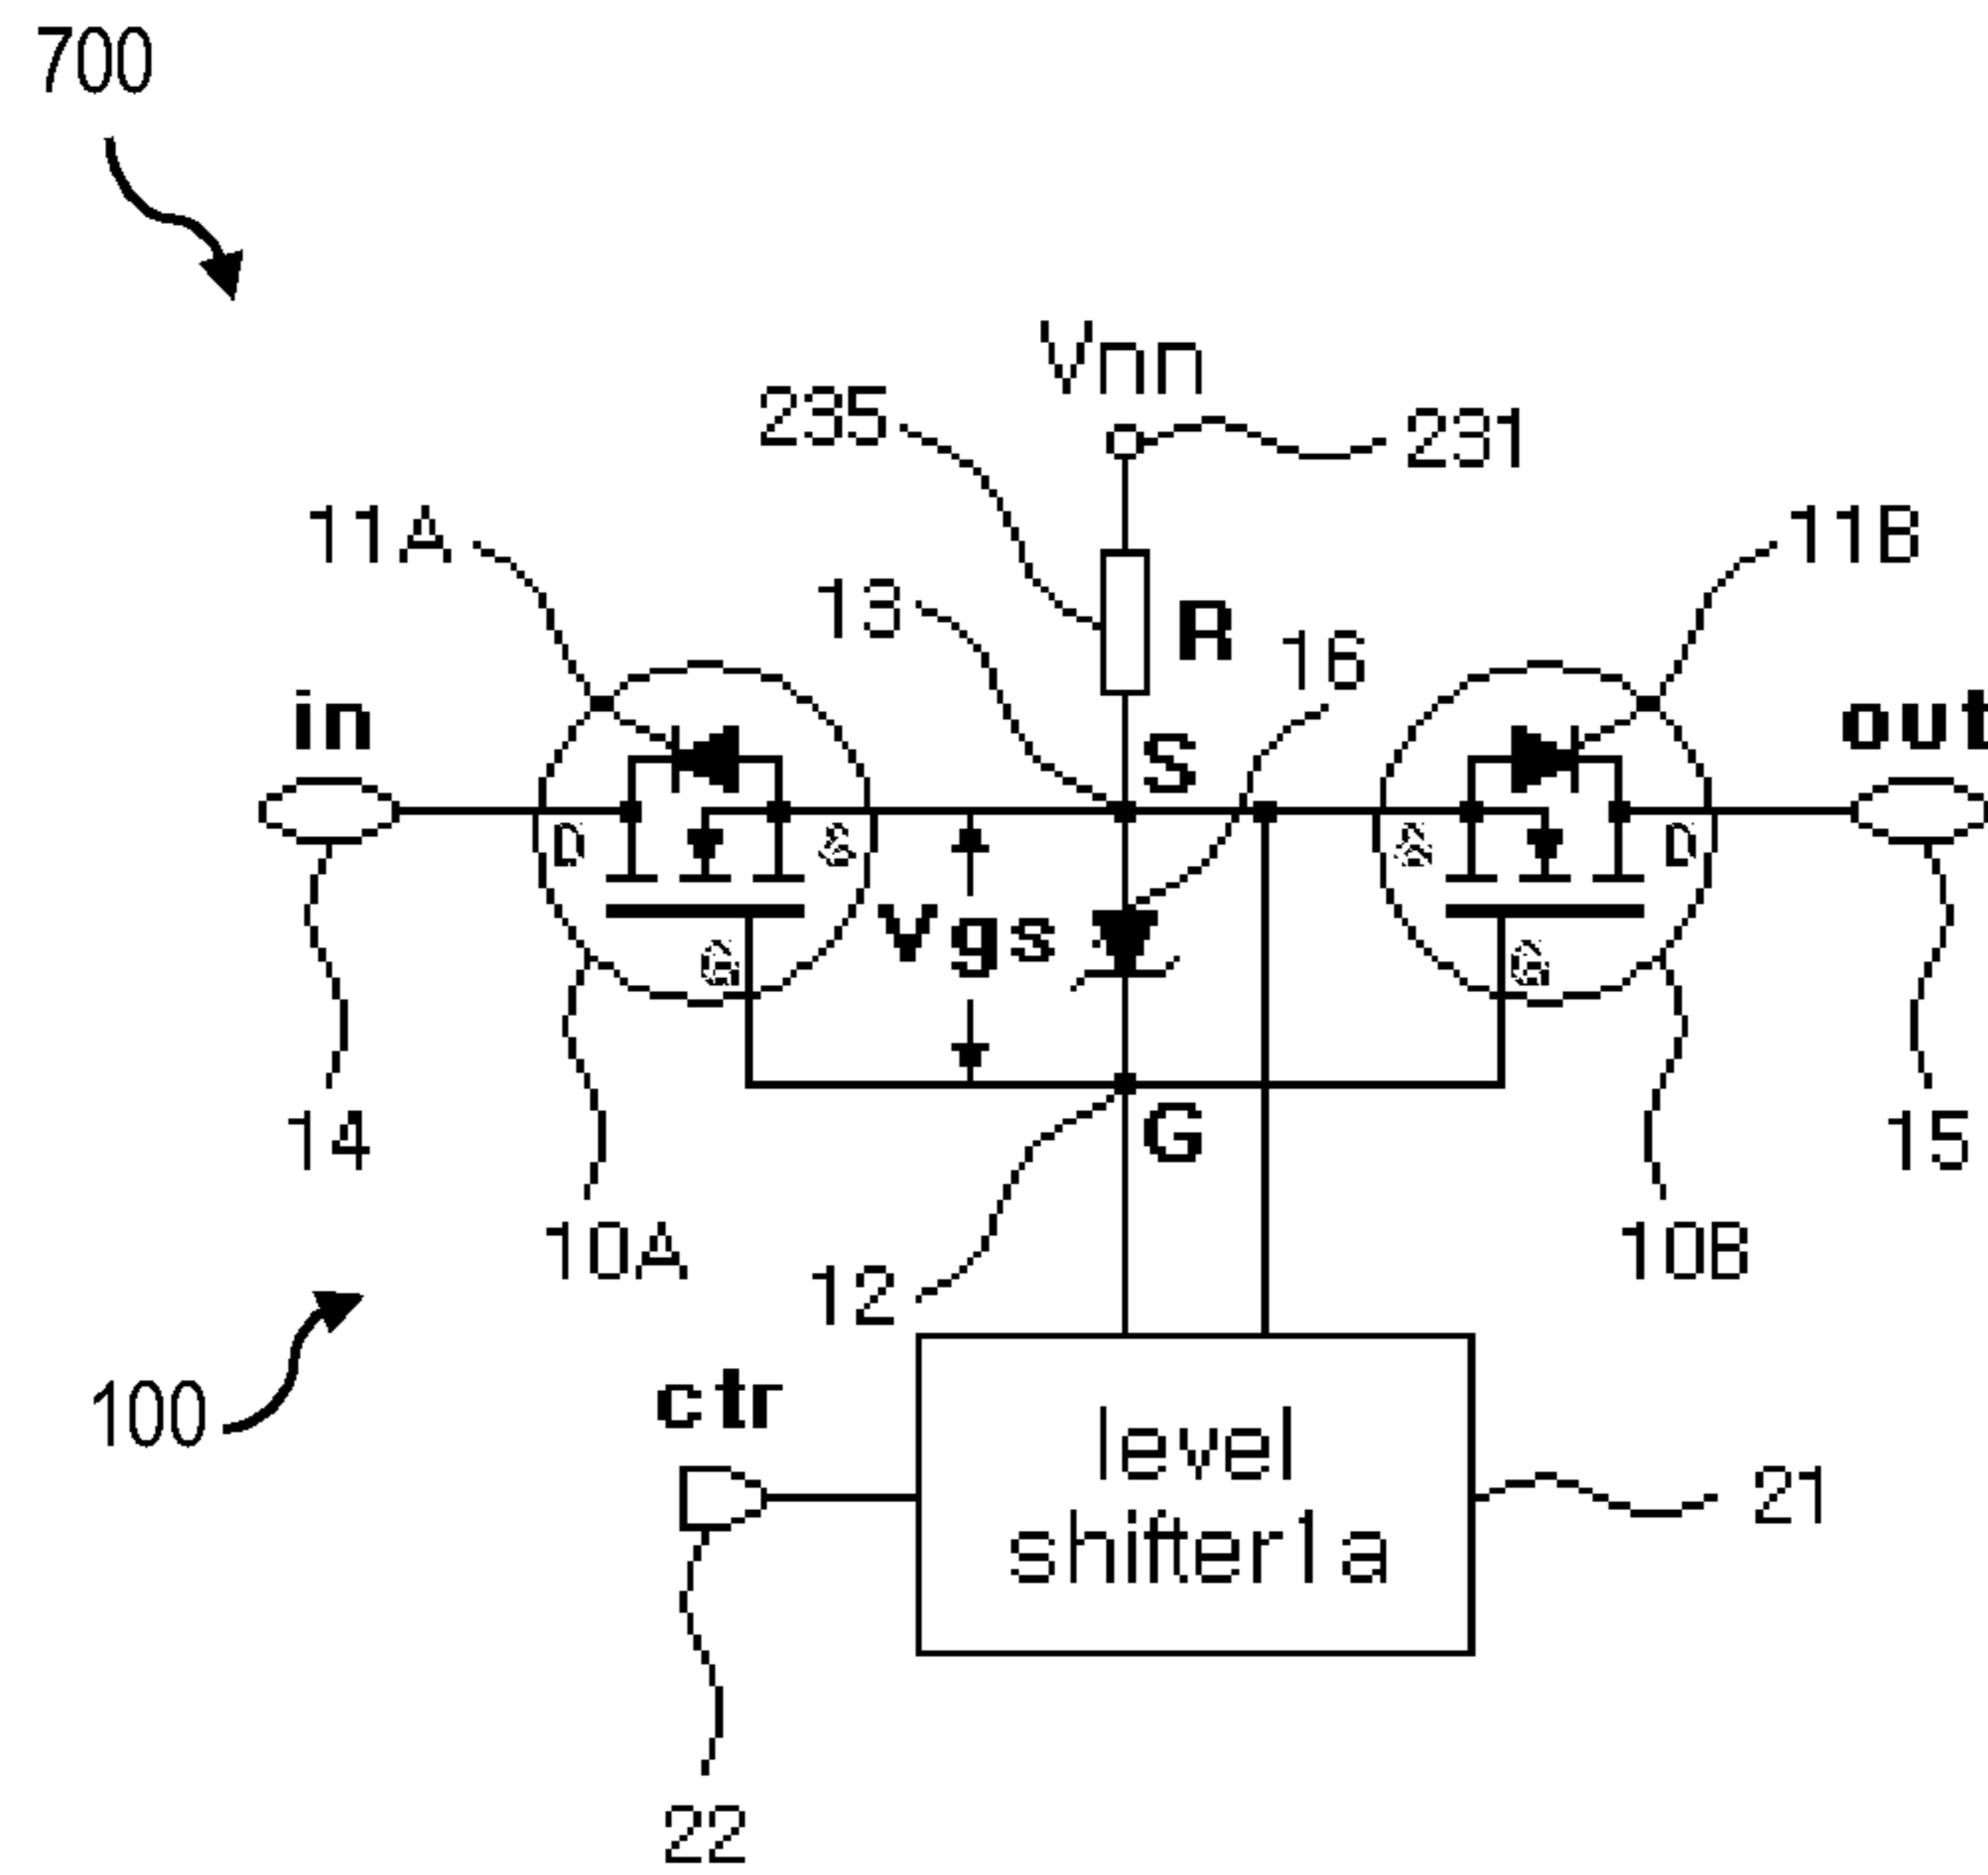 700
Vnn
235
231
11A
11B
13
R
16
in
S
out
D
S
S
D
Vgs
G
G
14
G
15
10A
10B
12
100
ctr
level
shifter1a
21
22